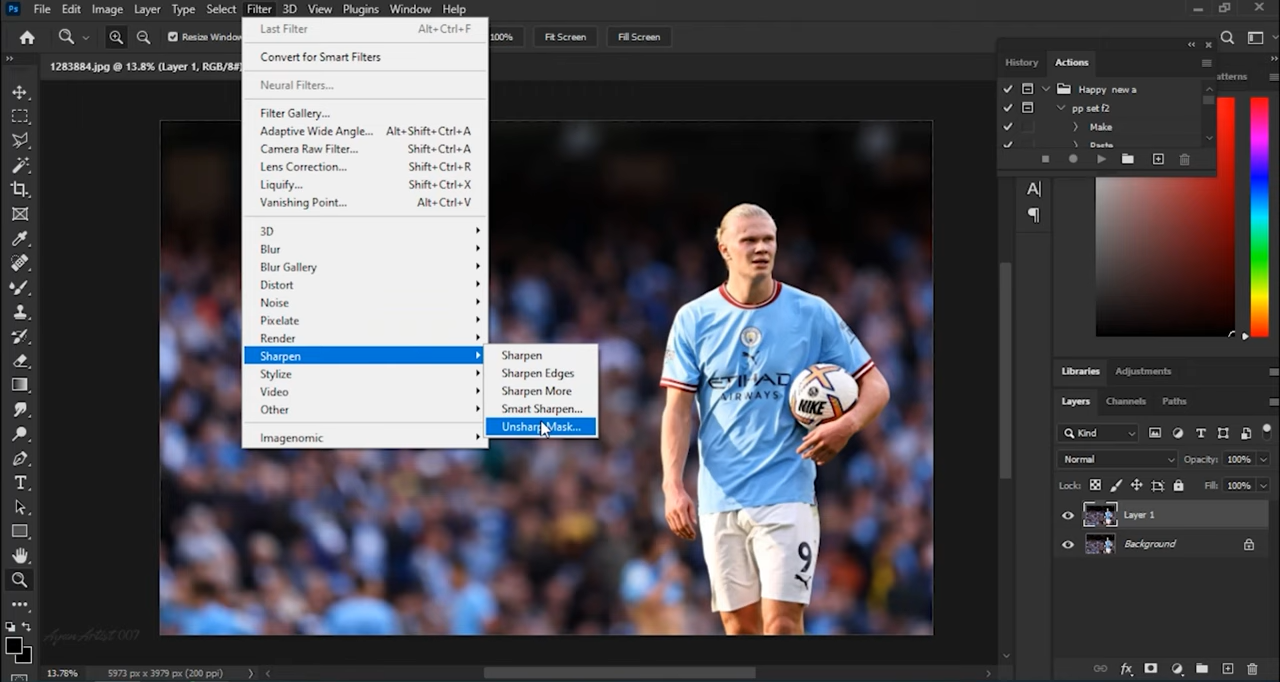 Ps File Edit Image Layer Type Select Filter 3D View Plugins Window Help
Resize Window
100% Fit Screen Fill Screen
1283884.jpg @ 13.8% (Layer 1, RGB/8#)
Last Filter Alt+Ctrl+F
Convert for Smart Filters
Neural Filters...
Filter Gallery...
Adaptive Wide Angle... Alt+Shift+Ctrl+A
Camera Raw Filter... Shift+Ctrl+A
Lens Correction... Shift+Ctrl+R
Liquify... Shift+Ctrl+X
Vanishing Point... Alt+Ctrl+V
3D
Blur
Blur Gallery
Distort
Noise
Pixelate
Render
Sharpen
Stylize
Video
Other
Imagenomic
Sharpen
Sharpen Edges
Sharpen More
Smart Sharpen...
Unsharp Mask...
ETIHAD
AIRWAYS
NIKE
9
History Actions
Happy new a
pp set f2
Make
Paste
atterns
Libraries Adjustments
Layers Channels Paths
Kind
Normal Opacity: 100%
Lock: Fill: 100%
Layer 1
Background
Ayan Artist 007
13.78% 5973 px x 3979 px (200 ppi)